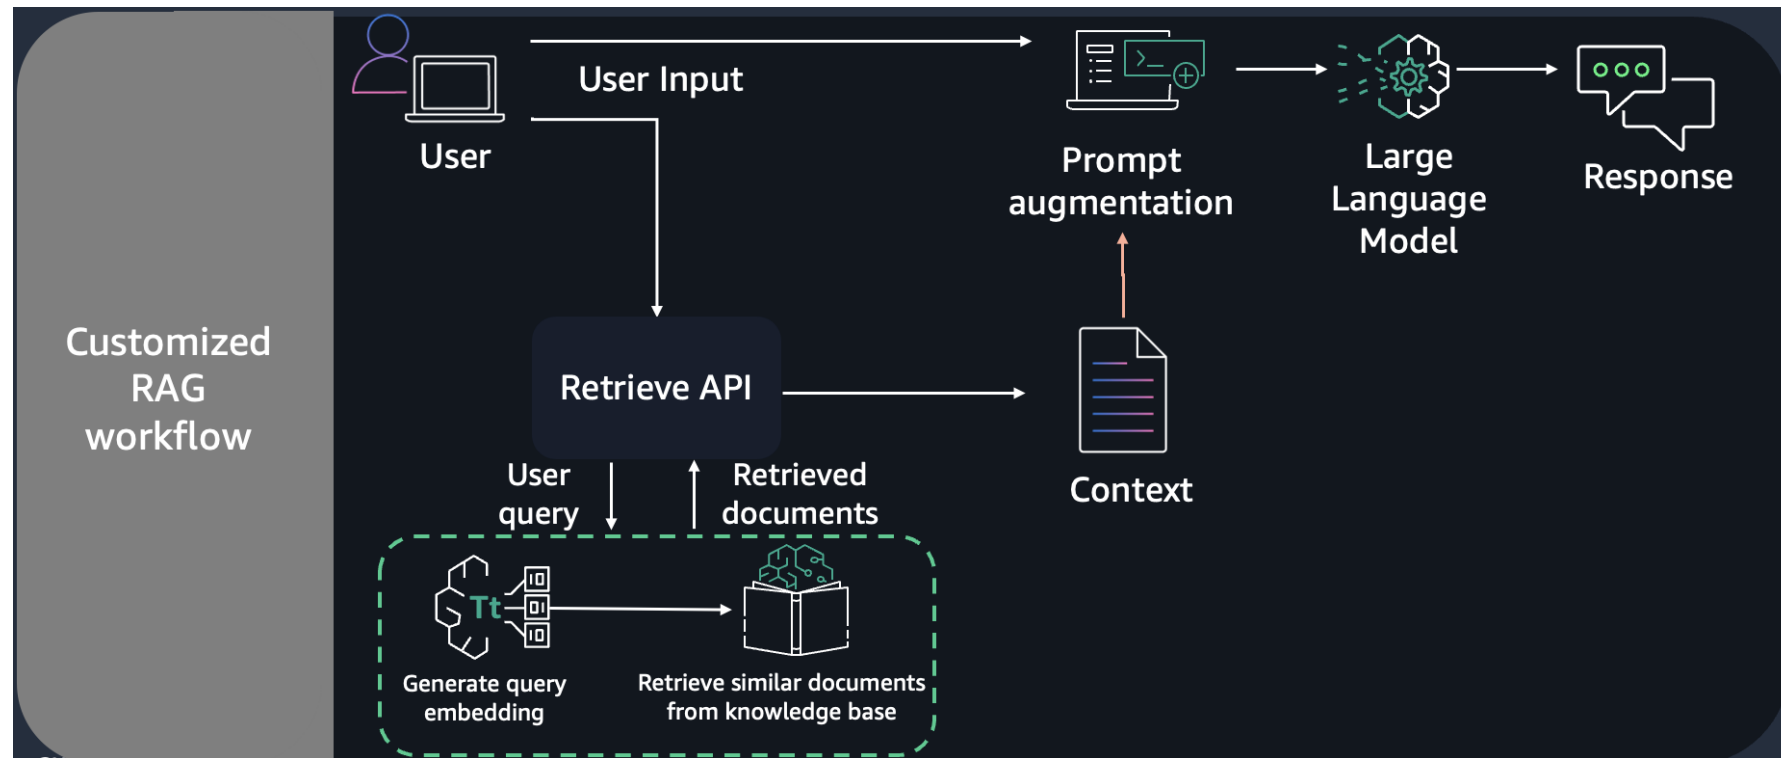 Customized
RAG
workflow
User
User Input
Prompt
augmentation
Large
Language
Model
Response
Retrieve API
User
query
Retrieved
documents
Context
Tt
Generate query
embedding
Retrieve similar documents
from knowledge base